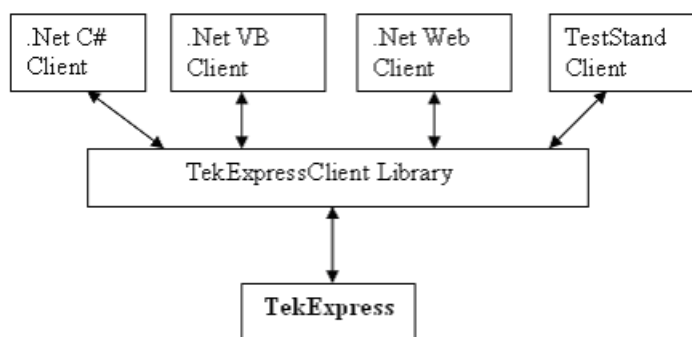 .Net C#
Client
.Net VB
Client
.Net Web
Client
TestStand
Client
TekExpressClient Library
TekExpress